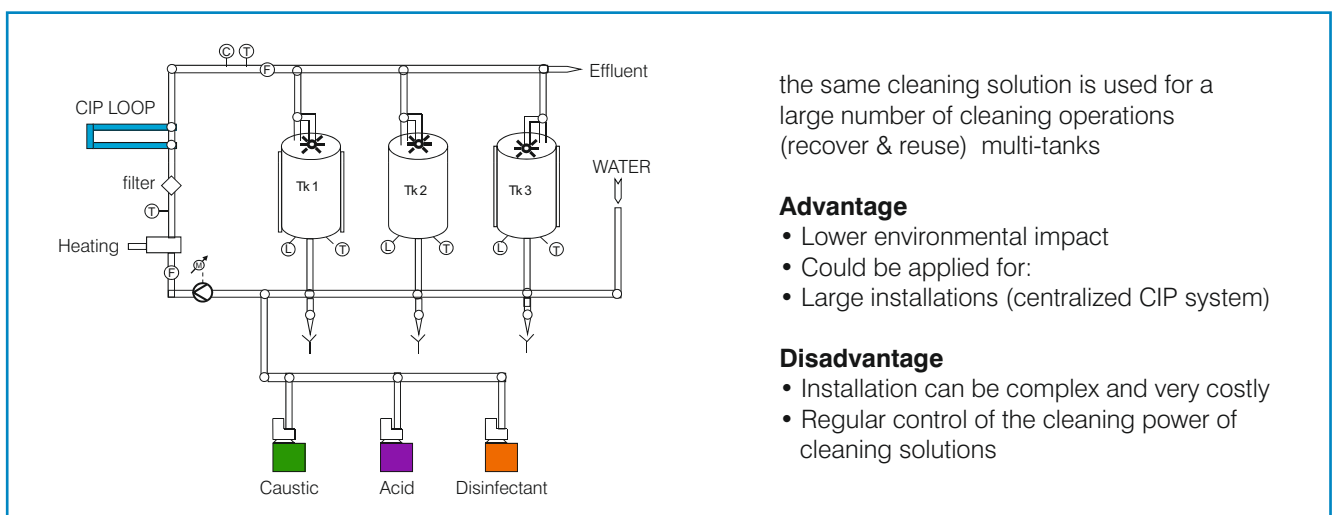 C T
F
Effluent
CIP LOOP
filter
T
Heating
F
M
Tk 1
Tk 2
Tk 3
WATER
L T
L T
L T
Caustic
Acid
Disinfectant
the same cleaning solution is used for a
large number of cleaning operations
(recover & reuse) multi-tanks
Advantage
• Lower environmental impact
• Could be applied for:
• Large installations (centralized CIP system)
Disadvantage
• Installation can be complex and very costly
• Regular control of the cleaning power of
cleaning solutions